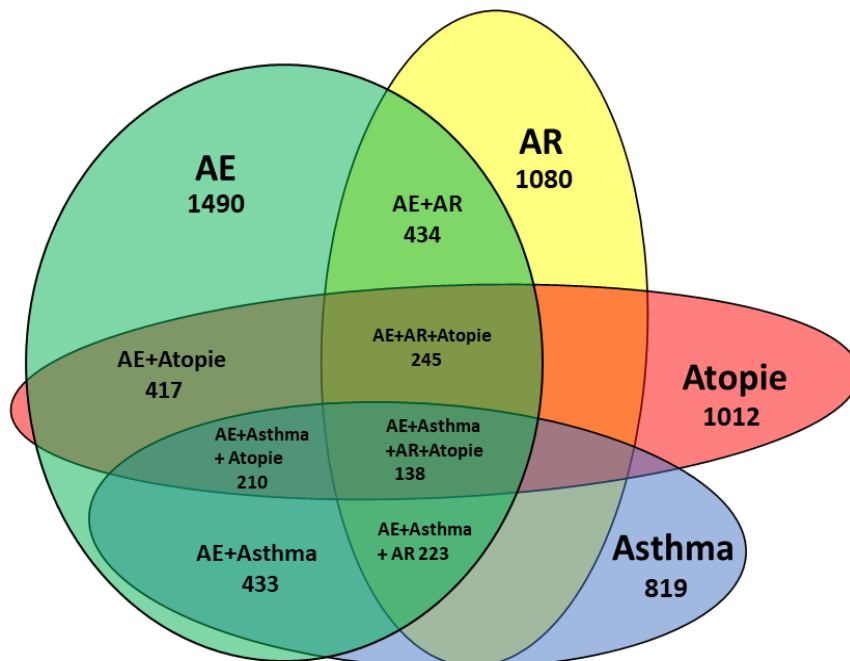 AR
1080
AE
1490
AE+AR
434
AE+AR+Atopie
245
AE+Atopie
417
Atopie
1012
AE+Asthma
+ Atopie
210
AE+Asthma
+AR+Atopie
138
AE+Asthma
+ AR 223
AE+Asthma
433
Asthma
819